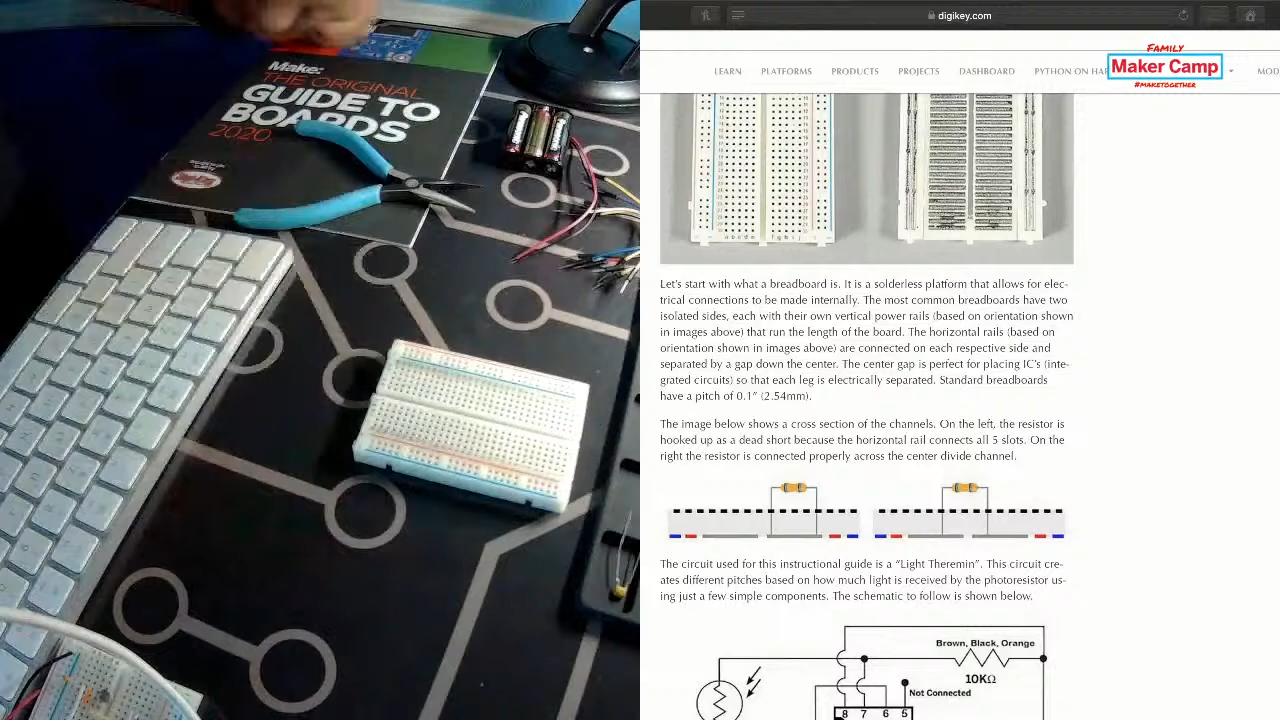 Make:
THE ORIGINAL
GUIDE TO
BOARDS
2020
digikey.com
FAMILY
Maker Camp
#MAKETOGETHER
LEARN PLATFORMS PRODUCTS PROJECTS DASHBOARD PYTHON ON HAR MOD
Let's start with what a breadboard is. It is a solderless platform that allows for elec-
trical connections to be made internally. The most common breadboards have two
isolated sides, each with their own vertical power rails (based on orientation shown
in images above) that run the length of the board. The horizontal rails (based on
orientation shown in images above) are connected on each respective side and
separated by a gap down the center. The center gap is perfect for placing IC's (inte-
grated circuits) so that each leg is electrically separated. Standard breadboards
have a pitch of 0.1" (2.54mm).
The image below shows a cross section of the channels. On the left, the resistor is
hooked up as a dead short because the horizontal rail connects all 5 slots. On the
right the resistor is connected properly across the center divide channel.
The circuit used for this instructional guide is a "Light Theremin". This circuit cre-
ates different pitches based on how much light is received by the photoresistor us-
ing just a few simple components. The schematic to follow is shown below.
Brown, Black, Orange
10KΩ
Not Connected
8 7 6 5